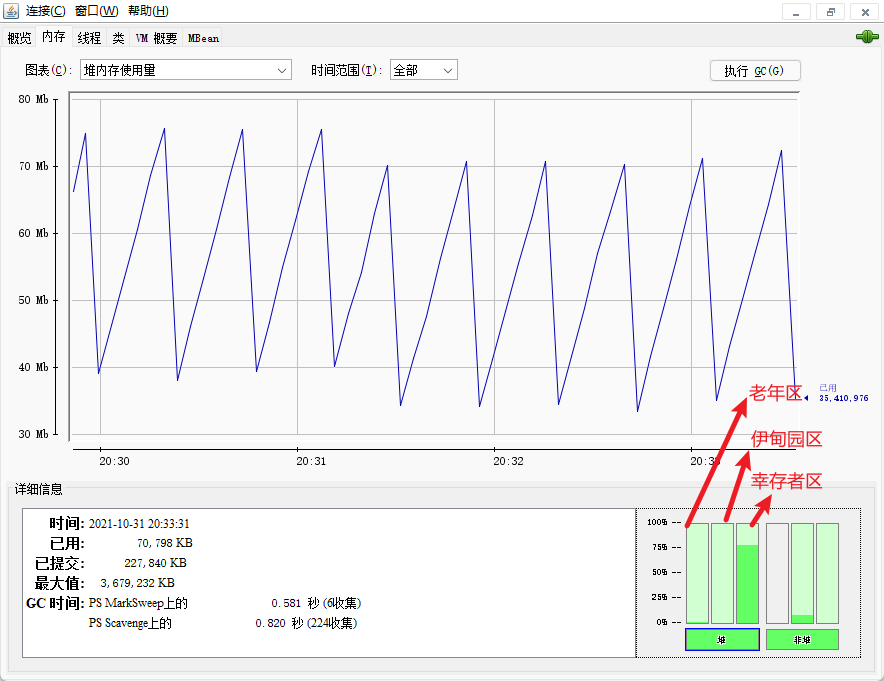 连接(C) 窗口(W) 帮助(H)
概览 内存 线程 类 VM 概要 MBean
图表(C): 堆内存使用量 时间范围(I): 全部 执行 GC(G)
80 Mb
70 Mb
60 Mb
50 Mb
40 Mb
30 Mb
已用
35,410,976
20:30 20:31 20:32 20:3
老年区
伊甸园区
幸存者区
详细信息
时间: 2021-10-31 20:33:31
已用: 70,798 KB
已提交: 227,840 KB
最大值: 3,679,232 KB
GC 时间: PS MarkSweep上的 0.581 秒 (6收集)
PS Scavenge上的 0.820 秒 (224收集)
100% --
75% --
50% --
25% --
0% --
堆 非堆